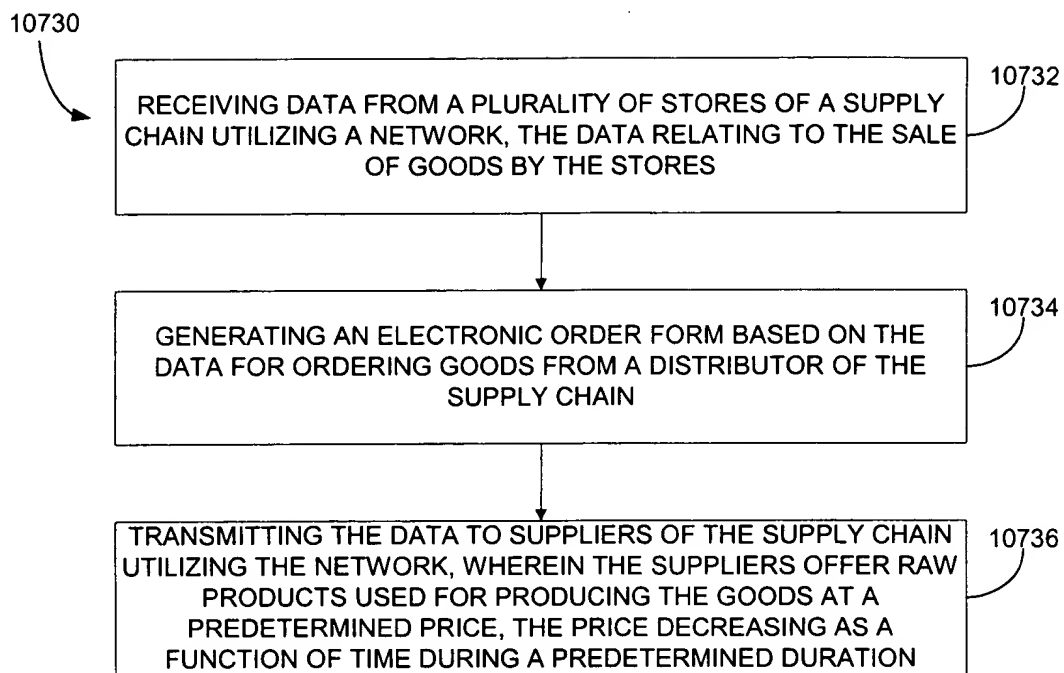 10730
10732
RECEIVING DATA FROM A PLURALITY OF STORES OF A SUPPLY
CHAIN UTILIZING A NETWORK, THE DATA RELATING TO THE SALE
OF GOODS BY THE STORES
10734
GENERATING AN ELECTRONIC ORDER FORM BASED ON THE
DATA FOR ORDERING GOODS FROM A DISTRIBUTOR OF THE
SUPPLY CHAIN
10736
TRANSMITTING THE DATA TO SUPPLIERS OF THE SUPPLY CHAIN
UTILIZING THE NETWORK, WHEREIN THE SUPPLIERS OFFER RAW
PRODUCTS USED FOR PRODUCING THE GOODS AT A
PREDETERMINED PRICE, THE PRICE DECREASING AS A
FUNCTION OF TIME DURING A PREDETERMINED DURATION